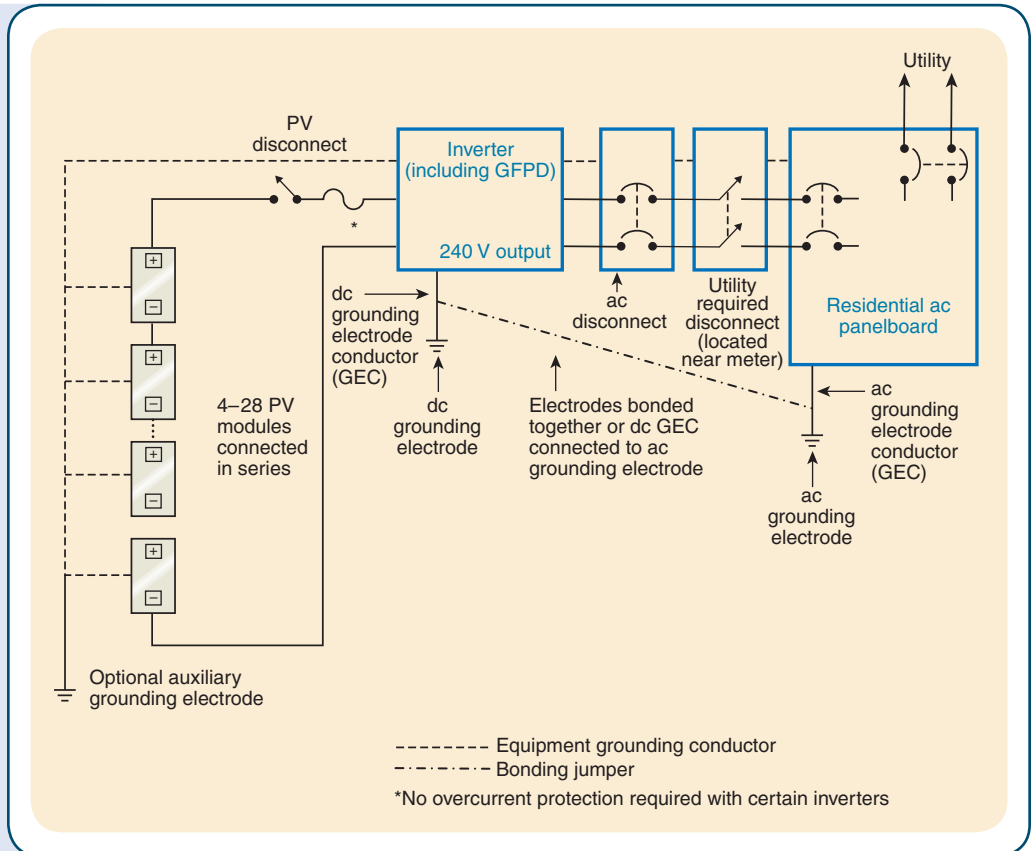 Utility
PV
disconnect
Inverter
(including GFPD)
*
240 V output
dc
grounding
electrode
conductor
(GEC)
ac
disconnect
Utility
required
disconnect
(located
near meter)
Residential ac
panelboard
+
−
+
−
+
−
+
−
4–28 PV
modules
connected
in series
dc
grounding
electrode
Electrodes bonded
together or dc GEC
connected to ac
grounding electrode
ac
grounding
electrode
conductor
(GEC)
ac
grounding
electrode
Optional auxiliary
grounding electrode
Equipment grounding conductor
Bonding jumper
*No overcurrent protection required with certain inverters